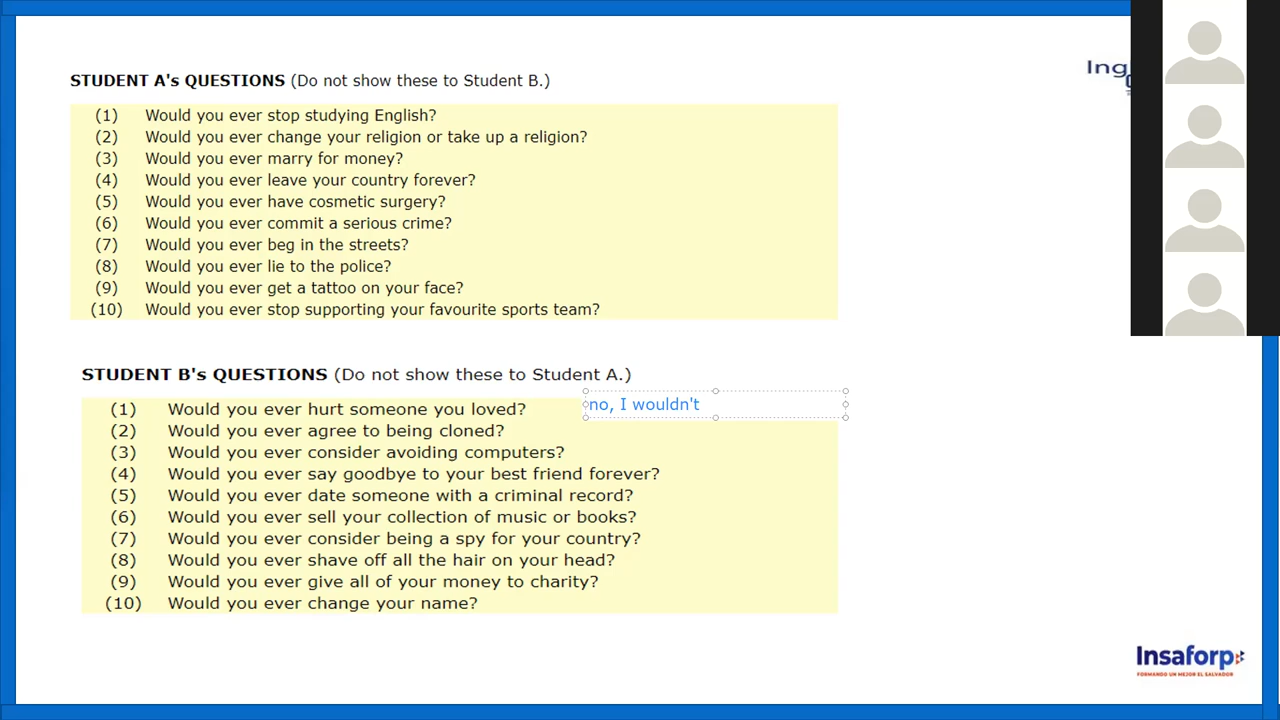 STUDENT A's QUESTIONS (Do not show these to Student B.)
(1) Would you ever stop studying English?
(2) Would you ever change your religion or take up a religion?
(3) Would you ever marry for money?
(4) Would you ever leave your country forever?
(5) Would you ever have cosmetic surgery?
(6) Would you ever commit a serious crime?
(7) Would you ever beg in the streets?
(8) Would you ever lie to the police?
(9) Would you ever get a tattoo on your face?
(10) Would you ever stop supporting your favourite sports team?
Ing
STUDENT B's QUESTIONS (Do not show these to Student A.)
no, I wouldn't
(1) Would you ever hurt someone you loved?
(2) Would you ever agree to being cloned?
(3) Would you ever consider avoiding computers?
(4) Would you ever say goodbye to your best friend forever?
(5) Would you ever date someone with a criminal record?
(6) Would you ever sell your collection of music or books?
(7) Would you ever consider being a spy for your country?
(8) Would you ever shave off all the hair on your head?
(9) Would you ever give all of your money to charity?
(10) Would you ever change your name?
Insaforp
FORMANDO UN MEJOR EL SALVADOR